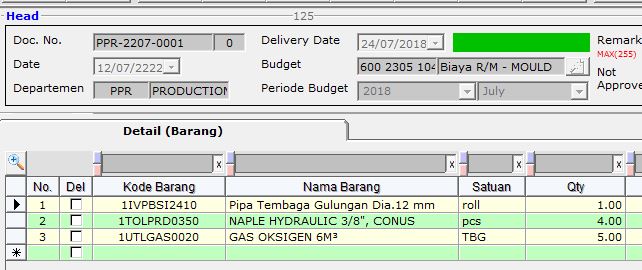 Head 125
Doc. No. PPR-2207-0001 0 Delivery Date 24/07/2018 Remark
MAX(255)
Date 12/07/2222 Budget 600 2305 104 Biaya R/M - MOULD Not
Departemen PPR PRODUCTION Periode Budget 2018 July Approve
Detail (Barang)
x x x
No. Del Kode Barang Nama Barang Satuan Qty
1 1IVPBSI2410 Pipa Tembaga Gulungan Dia.12 mm roll 1.00
2 1TOLPRD0350 NAPLE HYDRAULIC 3/8", CONUS pcs 4.00
3 1UTLGAS0020 GAS OKSIGEN 6M³ TBG 5.00